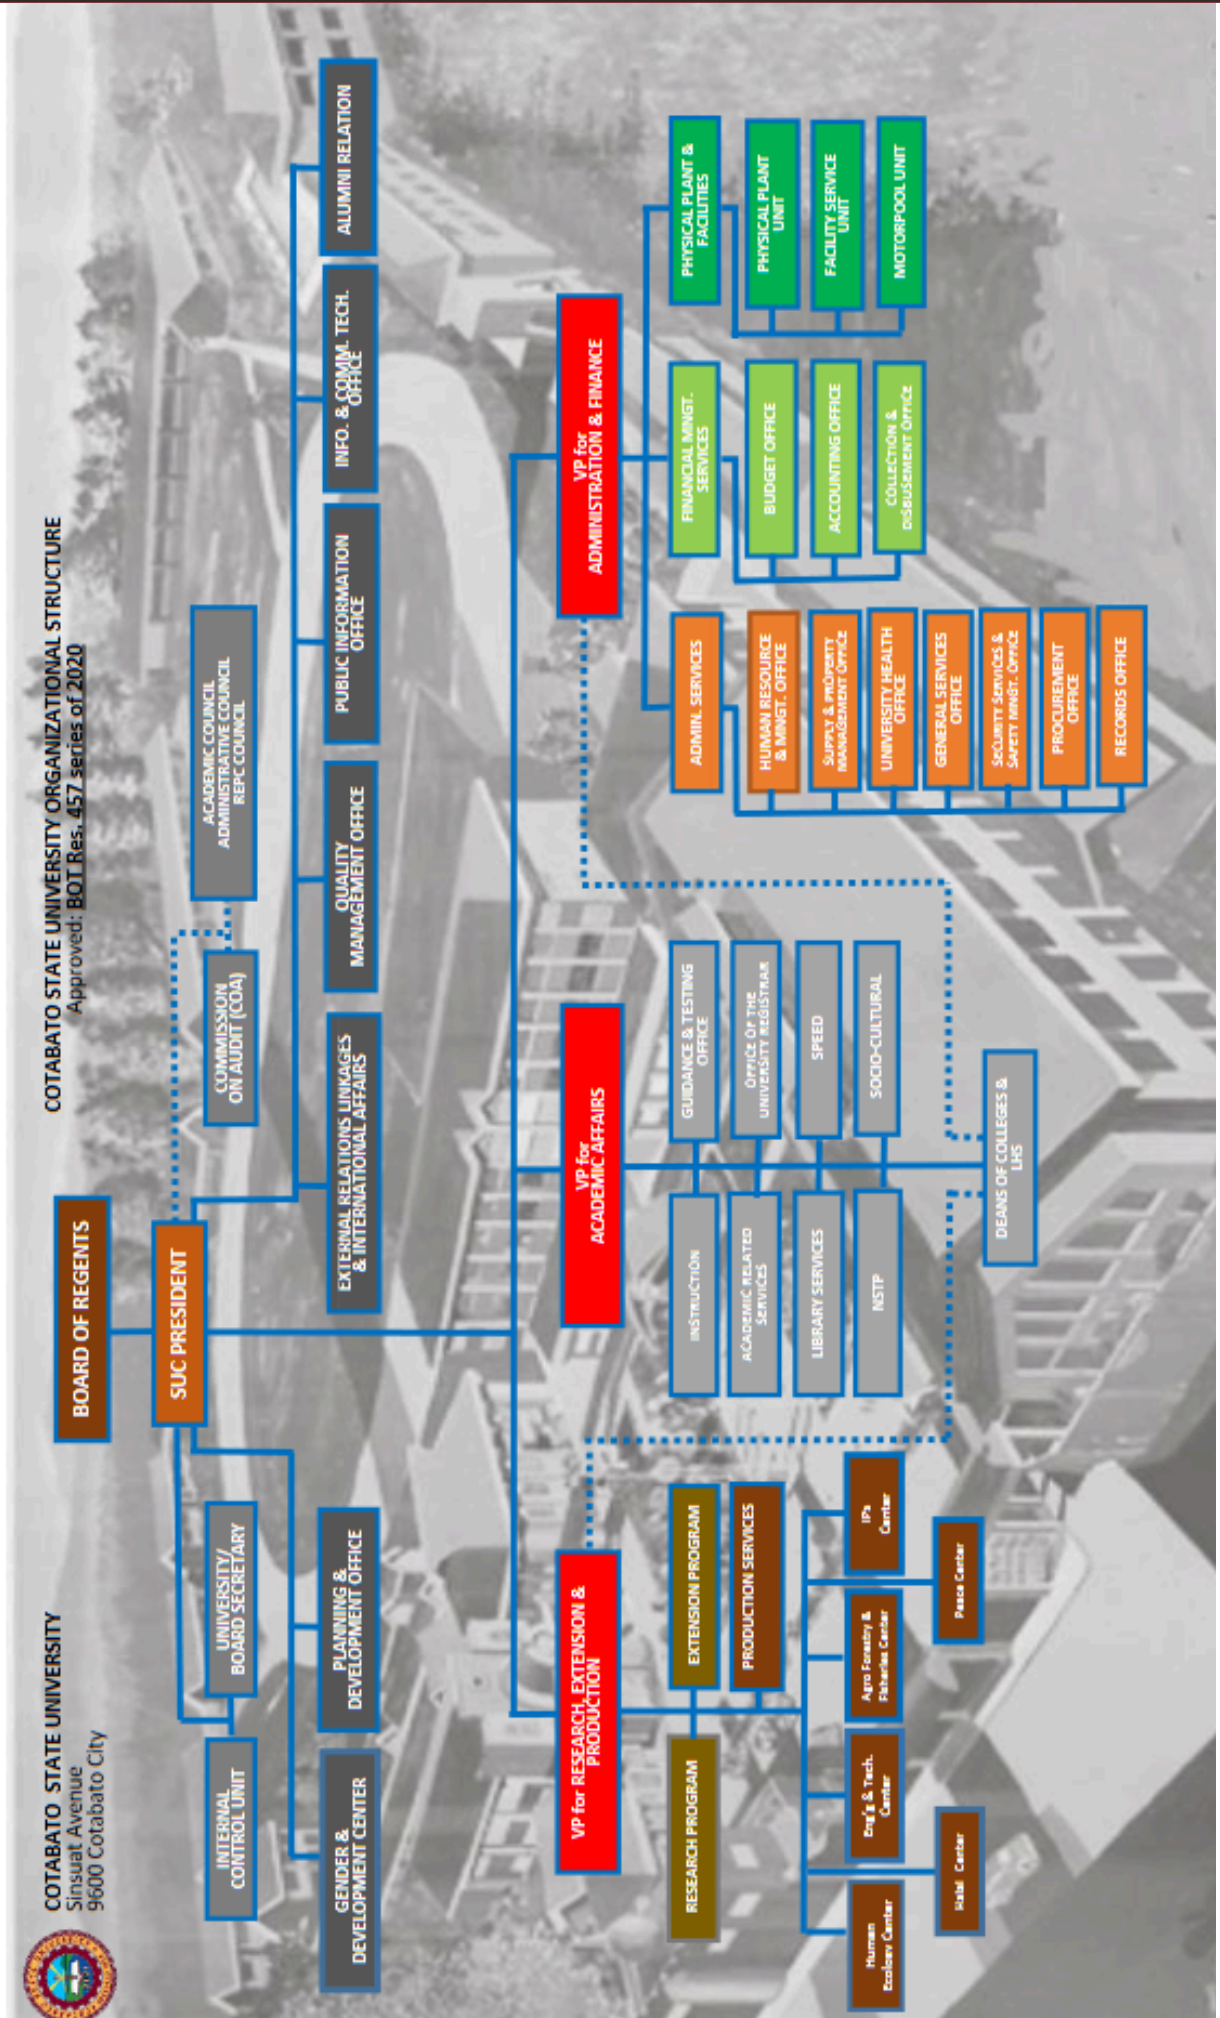 COTABATO STATE UNIVERSITY
Sinsuat Avenue
9600 Cotabato City
COTABATO STATE UNIVERSITY ORGANIZATIONAL STRUCTURE
Approved: BOT Res. 457 series of 2020
BOARD OF REGENTS
SUC PRESIDENT
INTERNAL
CONTROL UNIT
UNIVERSITY/
BOARD SECRETARY
COMMISSION
ON AUDIT (COA)
ACADEMIC COUNCIL
ADMINISTRATIVE COUNCIL
REPC COUNCIL
GENDER &
DEVELOPMENT CENTER
PLANNING &
DEVELOPMENT OFFICE
EXTERNAL RELATIONS LINKAGES
& INTERNATIONAL AFFAIRS
QUALITY
MANAGEMENT OFFICE
PUBLIC INFORMATION
OFFICE
INFO. & COMM. TECH.
OFFICE
ALUMNI RELATION
VP for RESEARCH, EXTENSION &
PRODUCTION
VP for
ACADEMIC AFFAIRS
VP for
ADMINISTRATION & FINANCE
RESEARCH PROGRAM
EXTENSION PROGRAM
PRODUCTION SERVICES
Human
Ecology Center
Eng'g & Tech.
Center
Agro Forestry &
Fisheries Center
IPs
Center
Halal Center
Peace Center
INSTRUCTION
GUIDANCE & TESTING
OFFICE
ACADEMIC RELATED
SERVICES
OFFICE OF THE
UNIVERSITY REGISTRAR
LIBRARY SERVICES
SPEED
NSTP
SOCIO-CULTURAL
DEANS OF COLLEGES &
LHS
ADMIN. SERVICES
HUMAN RESOURCE
& MNGT. OFFICE
SUPPLY & PROPERTY
MANAGEMENT OFFICE
UNIVERSITY HEALTH
OFFICE
GENERAL SERVICES
OFFICE
SECURITY SERVICES &
SAFETY MNGT. OFFICE
PROCUREMENT
OFFICE
RECORDS OFFICE
FINANCIAL MNGT.
SERVICES
BUDGET OFFICE
ACCOUNTING OFFICE
COLLECTION &
DISBUSEMENT OFFICE
PHYSICAL PLANT &
FACILITIES
PHYSICAL PLANT
UNIT
FACILITY SERVICE
UNIT
MOTORPOOL UNIT